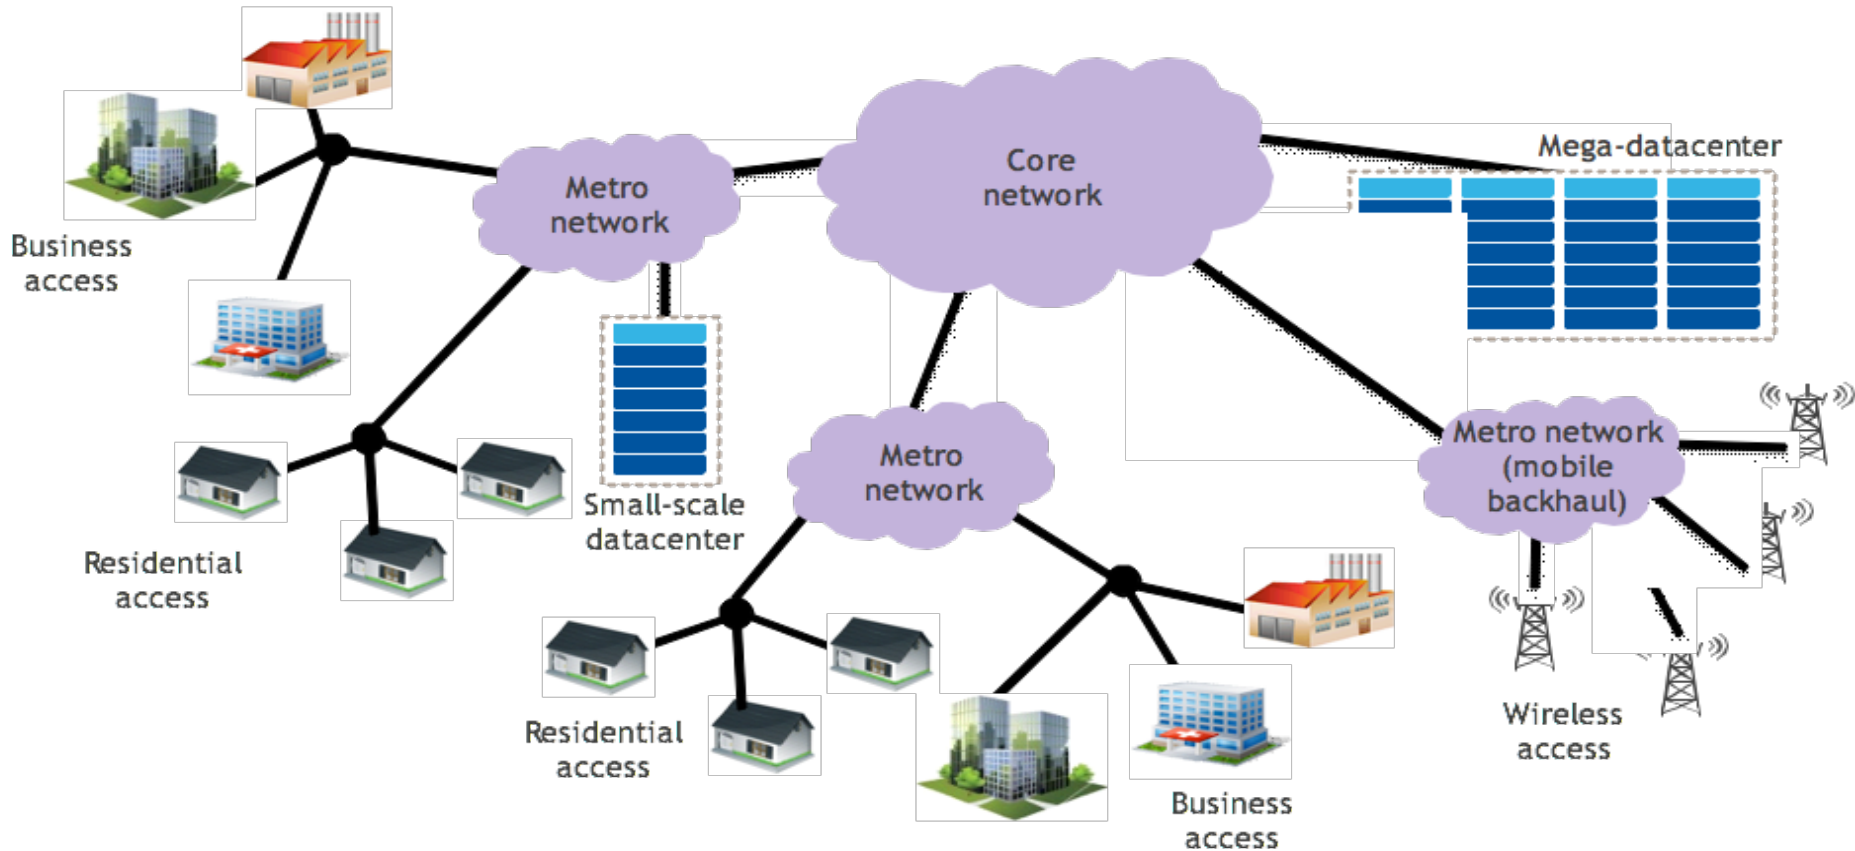 Mega-datacenter
Core
network
Metro
network
Business
access
Metro network
(mobile
backhaul)
Metro
network
Small-scale
datacenter
Residential
access
Residential
access
Wireless
access
Business
access